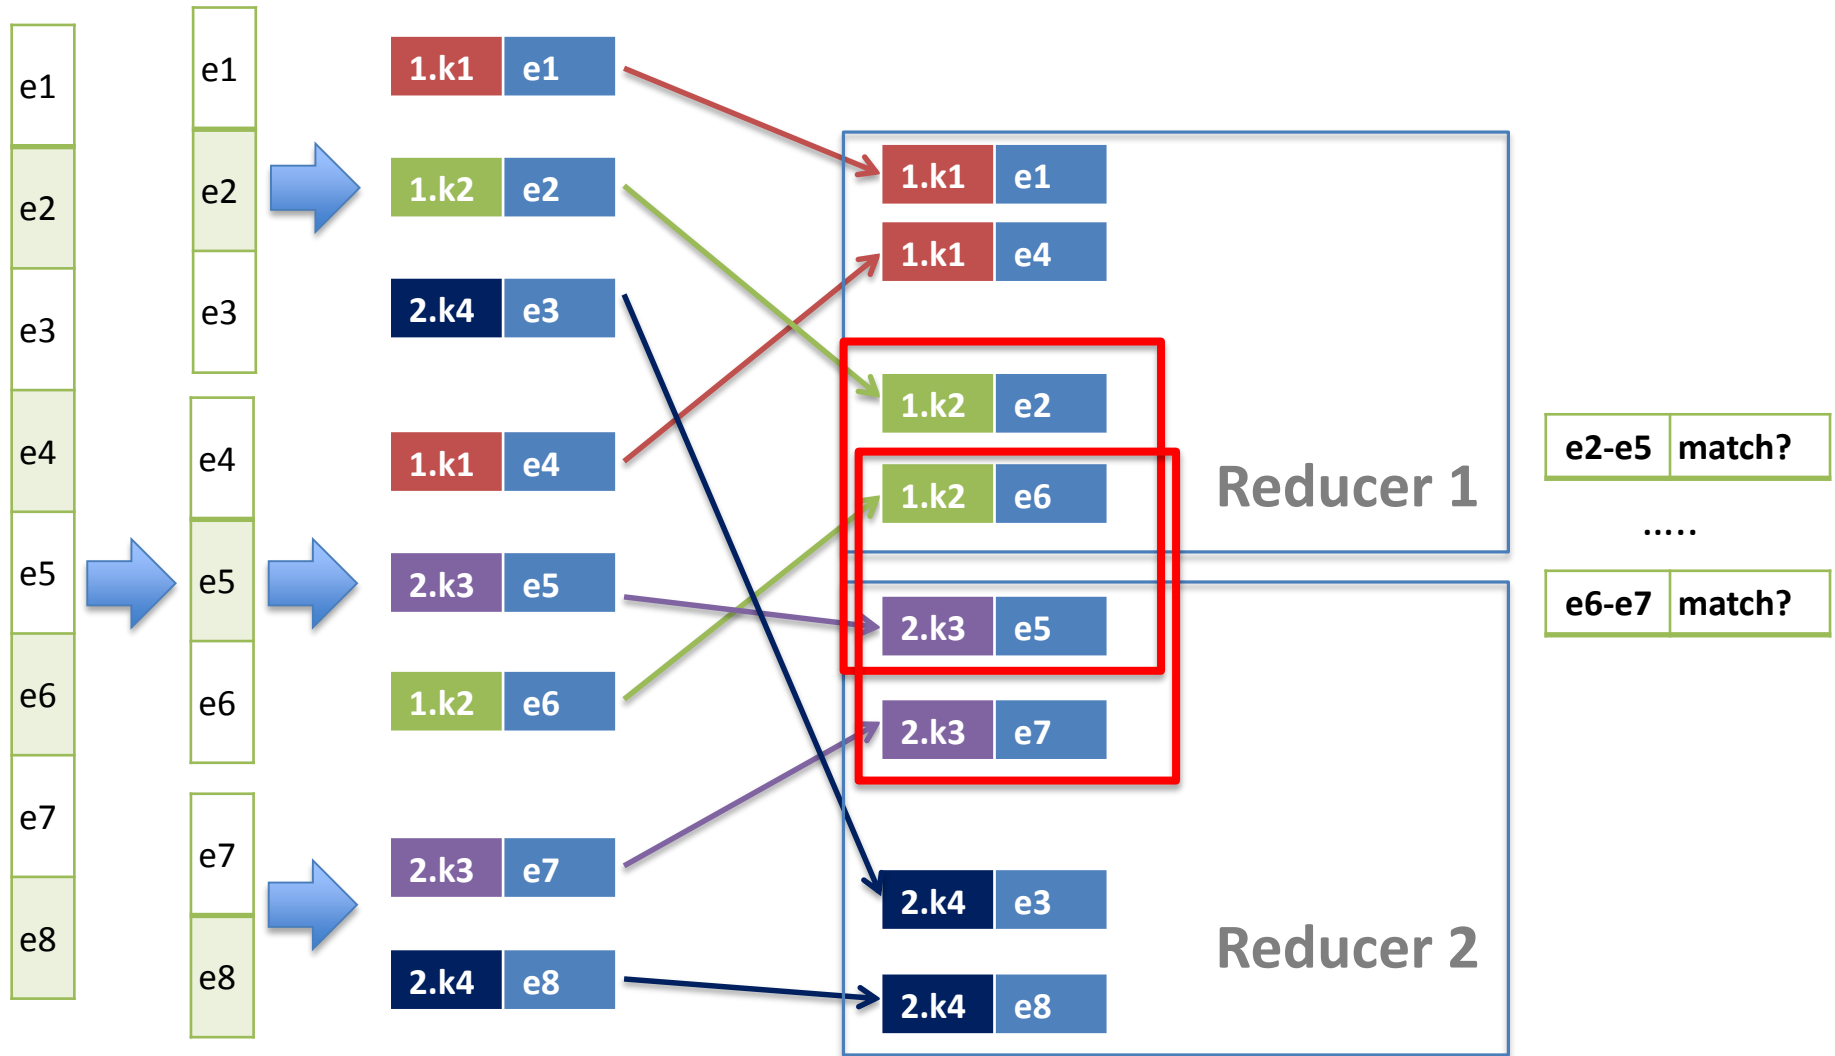 e1
e2
e3
e4
e5
e6
e7
e8
e1
e2
e3
e4
e5
e6
e7
e8
1.k1 e1
1.k2 e2
2.k4 e3
1.k1 e4
2.k3 e5
1.k2 e6
2.k3 e7
2.k4 e8
1.k1 e1
1.k1 e4
1.k2 e2
1.k2 e6
Reducer 1
2.k3 e5
2.k3 e7
2.k4 e3
Reducer 2
2.k4 e8
e2-e5 match?
.....
e6-e7 match?